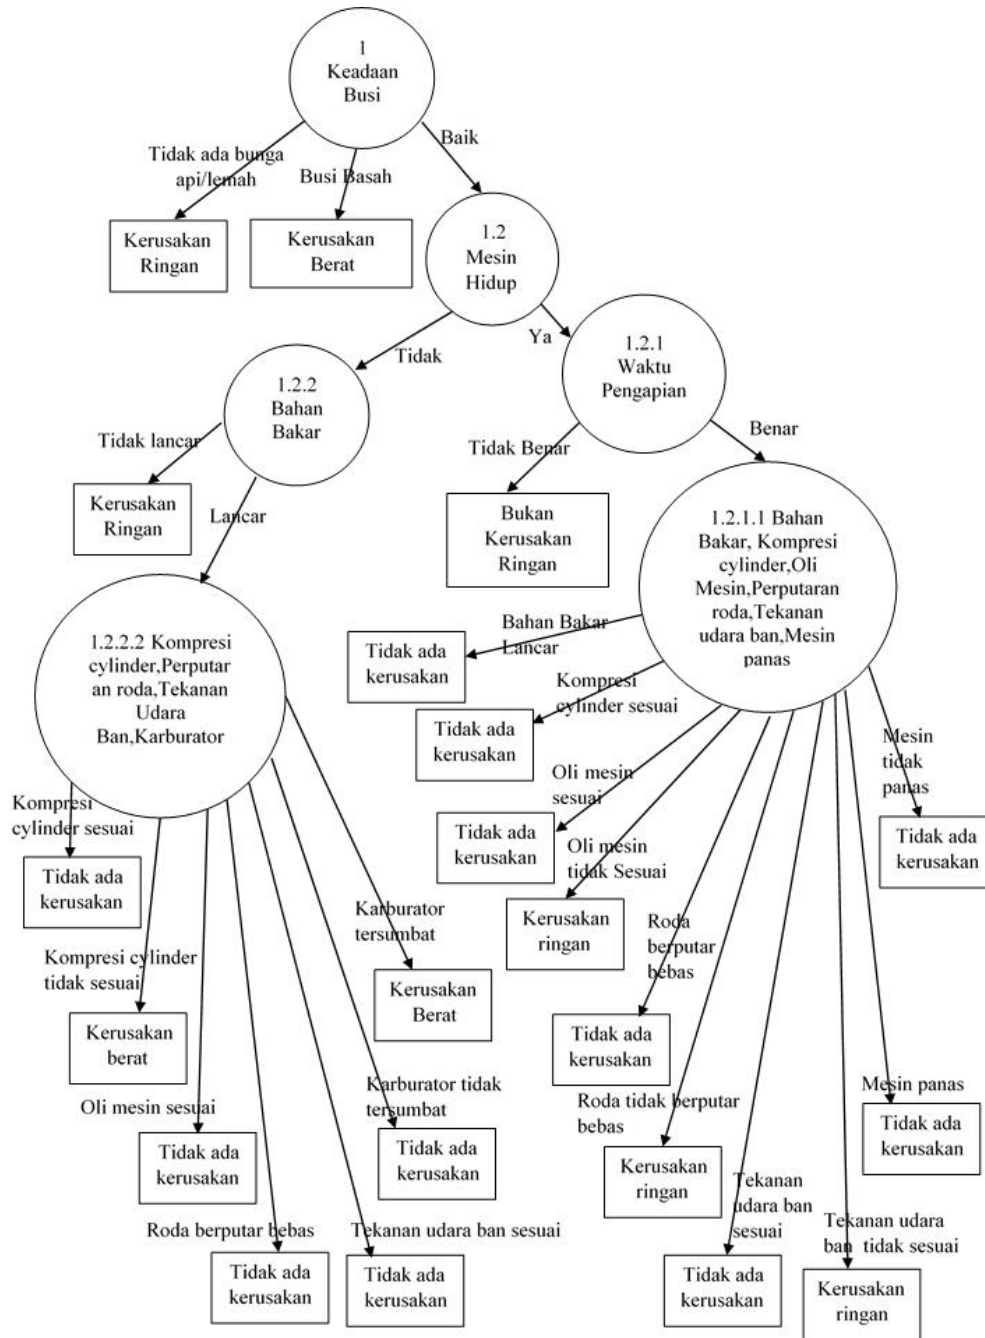 1
Keadaan
Busi
Tidak ada bunga
api/lemah
Busi Basah
Baik
Kerusakan
Ringan
Kerusakan
Berat
1.2
Mesin
Hidup
Tidak
Ya
1.2.2
Bahan
Bakar
1.2.1
Waktu
Pengapian
Tidak lancar
Lancar
Tidak Benar
Benar
Kerusakan
Ringan
Bukan
Kerusakan
Ringan
1.2.1.1 Bahan
Bakar, Kompresi
cylinder,Oli
Mesin,Perputaran
roda,Tekanan
udara ban,Mesin
panas
1.2.2.2 Kompresi
cylinder,Perputar
an roda,Tekanan
Udara
Ban,Karburator
Bahan Bakar
Lancar
Tidak ada
kerusakan
Kompresi
cylinder sesuai
Tidak ada
kerusakan
Oli mesin
sesuai
Tidak ada
kerusakan
Oli mesin
tidak Sesuai
Kerusakan
ringan
Mesin
tidak
panas
Tidak ada
kerusakan
Kompresi
cylinder sesuai
Tidak ada
kerusakan
Karburator
tersumbat
Kerusakan
Berat
Kompresi cylinder
tidak sesuai
Kerusakan
berat
Roda
berputar
bebas
Tidak ada
kerusakan
Oli mesin sesuai
Tidak ada
kerusakan
Karburator tidak
tersumbat
Tidak ada
kerusakan
Roda tidak berputar
bebas
Kerusakan
ringan
Mesin panas
Tidak ada
kerusakan
Roda berputar bebas
Tidak ada
kerusakan
Tekanan udara ban sesuai
Tidak ada
kerusakan
Tekanan
udara ban
sesuai
Tidak ada
kerusakan
Tekanan udara
ban  tidak sesuai
Kerusakan
ringan